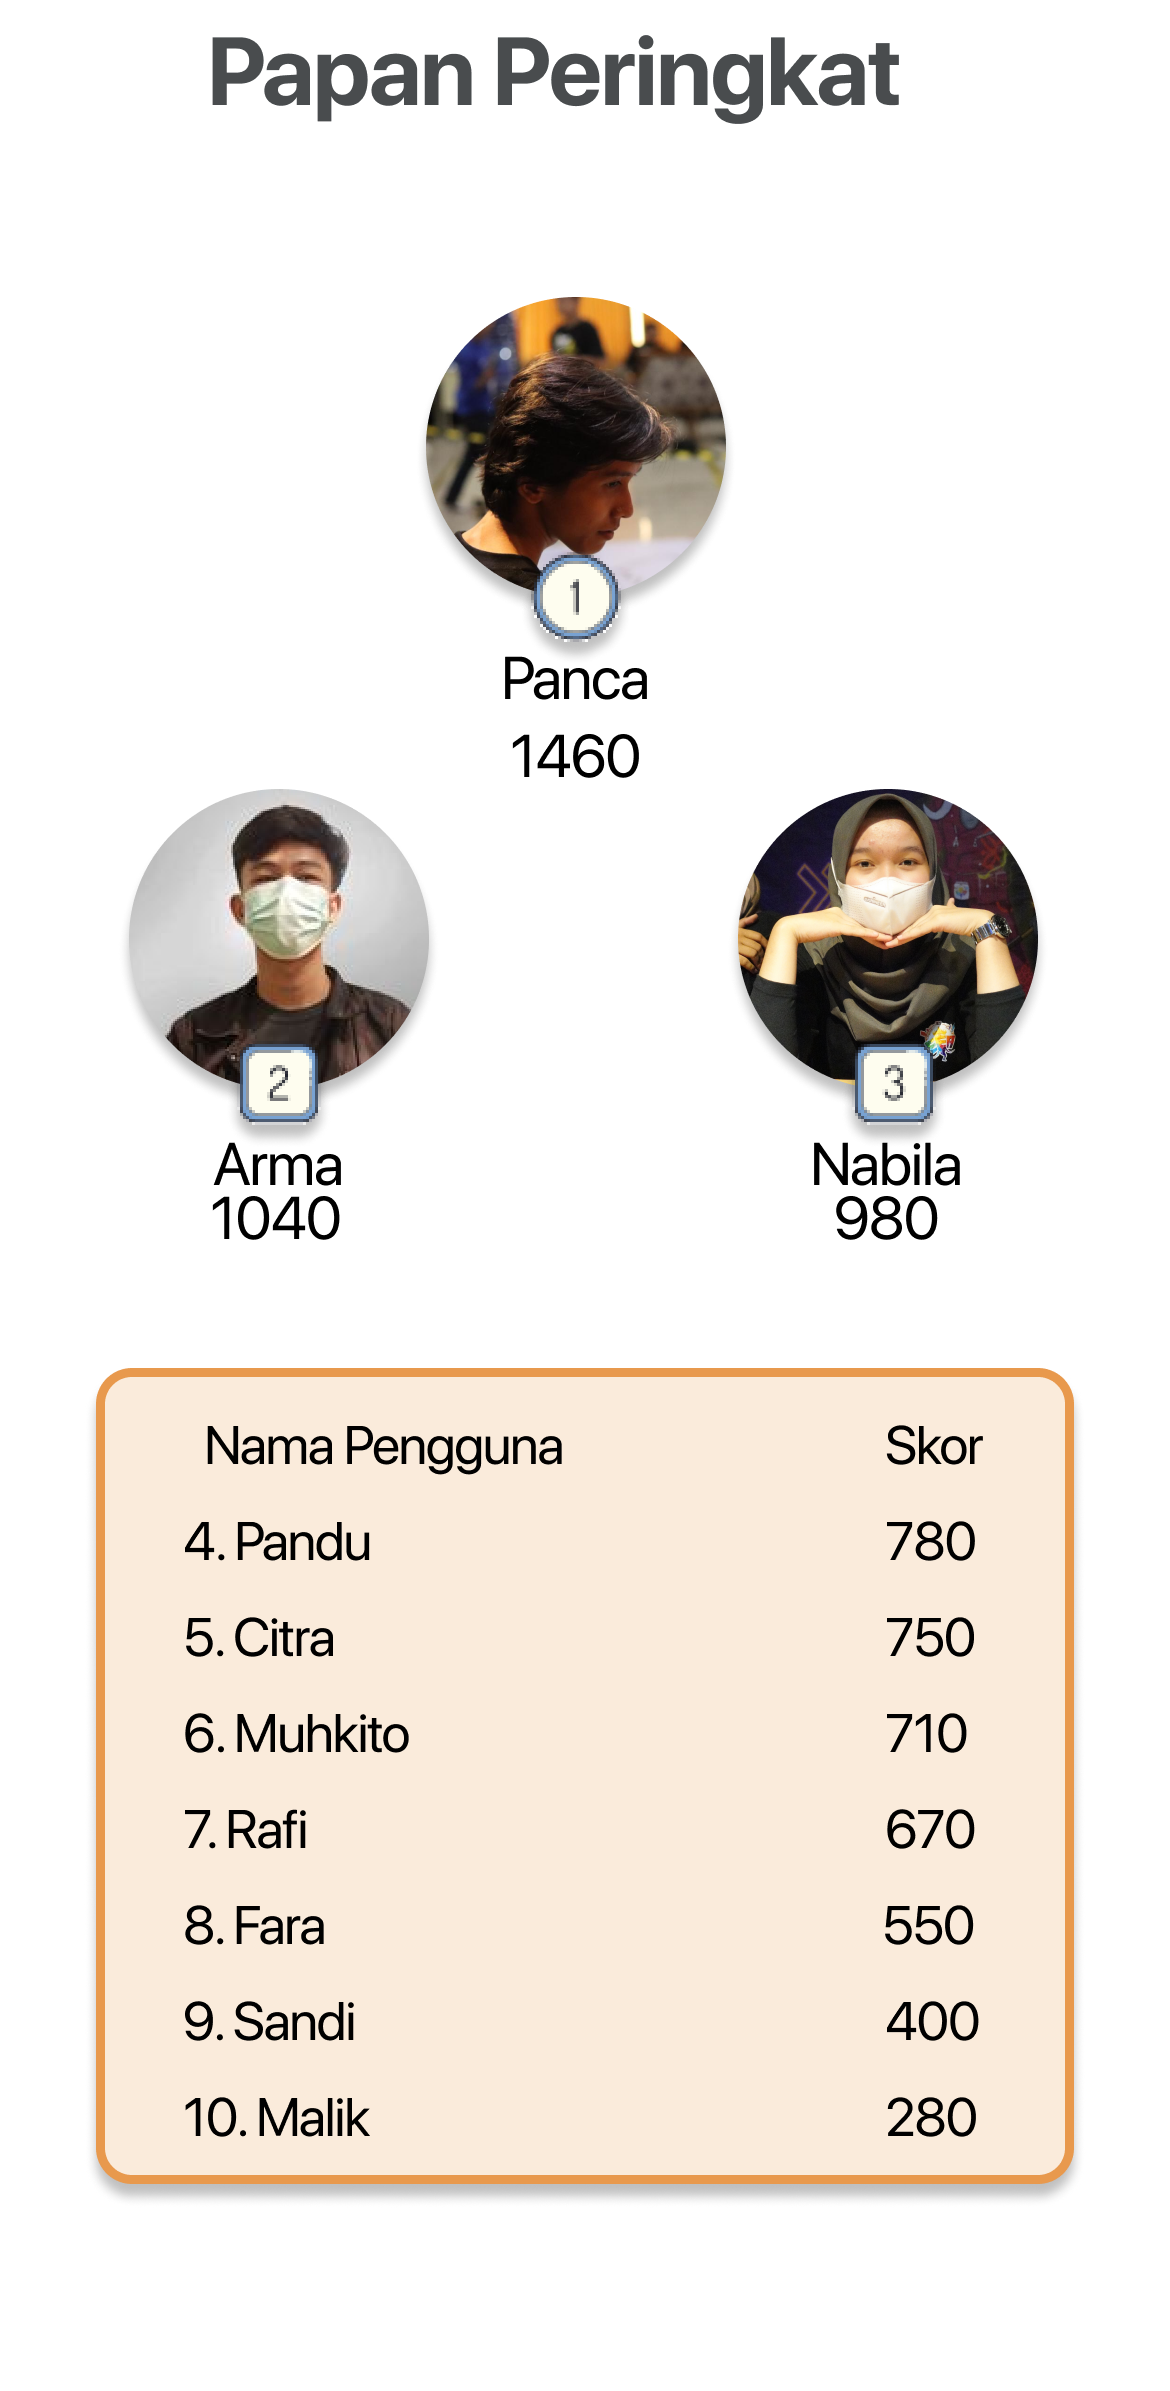 Papan Peringkat
1
Panca
1460
2
Arma
1040
3
Nabila
980
Nama Pengguna Skor
4. Pandu 780
5. Citra 750
6. Muhkito 710
7. Rafi 670
8. Fara 550
9. Sandi 400
10. Malik 280